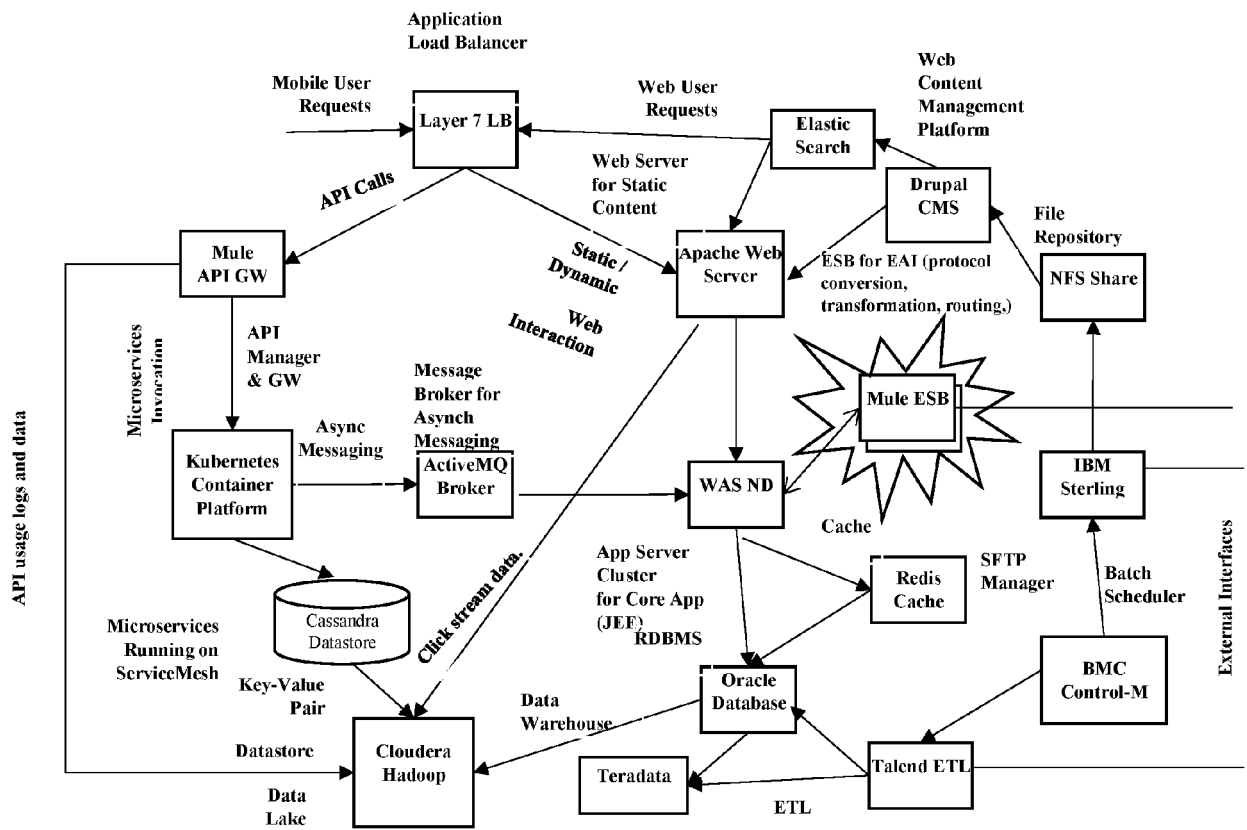 Application
Load Balancer
Mobile User
Requests
Layer 7 LB
Web User
Requests
Elastic
Search
Web
Content
Management
Platform
API Calls
Web Server
for Static
Content
Drupal
CMS
File
Repository
Mule
API GW
Static /
Dynamic
Web
Interaction
Apache Web
Server
ESB for EAI (protocol
conversion,
transformation, routing,)
NFS Share
Microservices
Invocation
API
Manager
& GW
Message
Broker for
Asynch
Messaging
Mule ESB
API usage logs and data
Kubernetes
Container
Platform
Async
Messaging
ActiveMQ
Broker
WAS ND
IBM
Sterling
Cache
Click stream data.
App Server
Cluster
for Core App
(JEE)
RDBMS
Redis
Cache
SFTP
Manager
Batch
Scheduler
External Interfaces
Cassandra
Datastore
Microservices
Running on
ServiceMesh
Key-Value
Pair
Oracle
Database
BMC
Control-M
Data
Warehouse
Datastore
Cloudera
Hadoop
Teradata
Talend ETL
Data
Lake
ETL